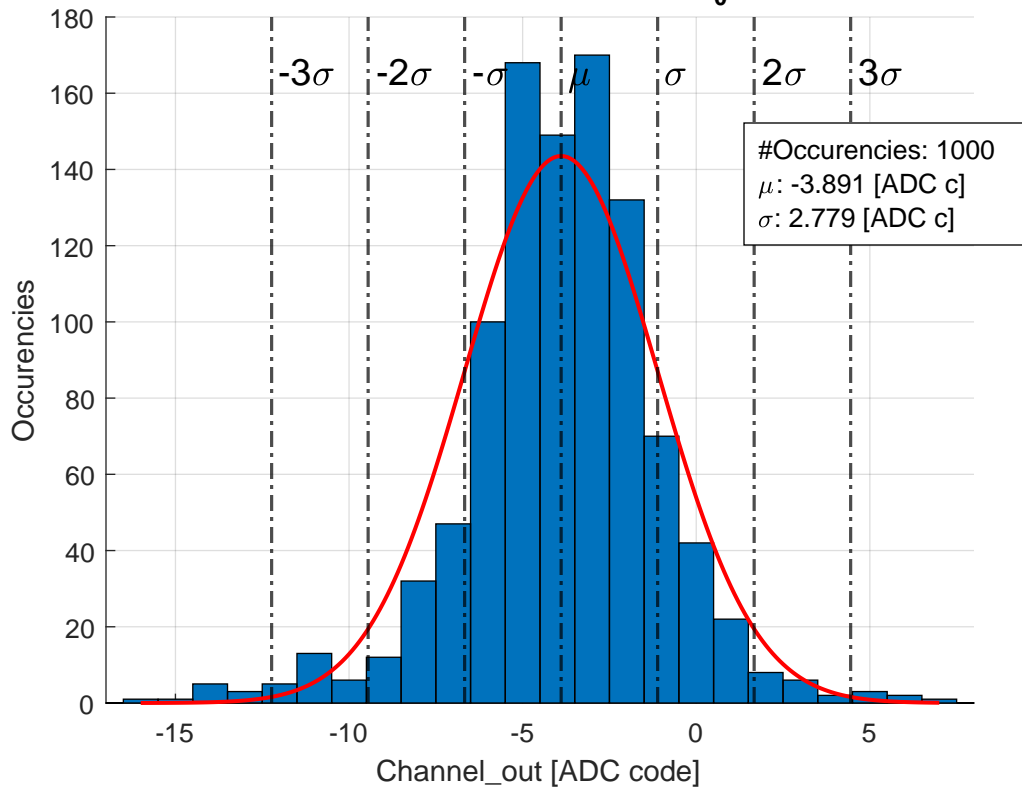 0
180
160
140
120
100
80
60
40
20
0
Occurencies
-3σ -2σ -σ μ σ 2σ 3σ
#Occurencies: 1000
μ: -3.891 [ADC c]
σ: 2.779 [ADC c]
-15 -10 -5 0 5
Channel_out [ADC code]